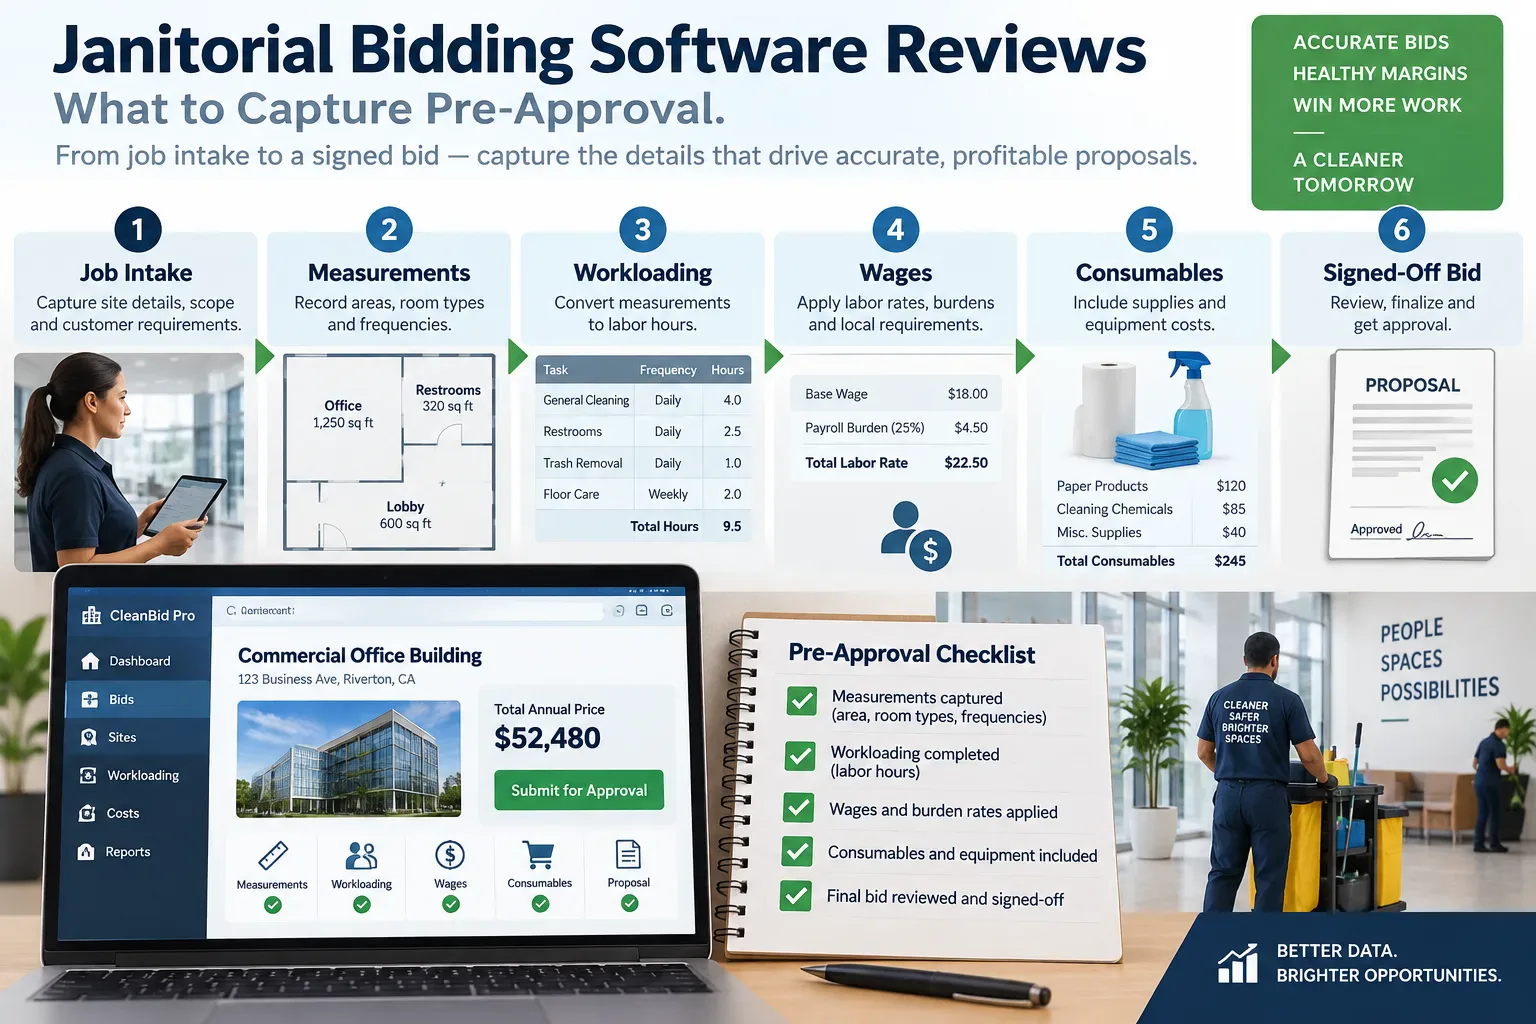 Janitorial Bidding Software Reviews
What to Capture Pre-Approval.
From job intake to a signed bid — capture the details that drive accurate, profitable proposals.
ACCURATE BIDS
HEALTHY MARGINS
WIN MORE WORK
A CLEANER
TOMORROW
1
Job Intake
Capture site details, scope
and customer requirements.
2
Measurements
Record areas, room types
and frequencies.
Office
1,250 sq ft
Restrooms
320 sq ft
Lobby
600 sq ft
3
Workloading
Convert measurements
to labor hours.
Task Frequency Hours
General Cleaning Daily 4.0
Restrooms Daily 2.5
Trash Removal Daily 1.0
Floor Care Weekly 2.0
Total Hours 9.5
4
Wages
Apply labor rates, burdens
and local requirements.
Base Wage $18.00
Payroll Burden (25%) $4.50
Total Labor Rate $22.50
$
5
Consumables
Include supplies and
equipment costs.
Paper Products $120
Cleaning Chemicals $85
Misc. Supplies $40
Total Consumables $245
6
Signed-Off Bid
Review, finalize and
get approval.
PROPOSAL
Approved
CleanBid Pro
Dashboard
Bids
Sites
Workloading
Costs
Reports
Commercial Office Building
123 Business Ave, Riverton, CA
Total Annual Price
$52,480
Submit for Approval
Measurements
Workloading
$
Wages
Consumables
Proposal
Pre-Approval Checklist
Measurements captured
(area, room types, frequencies)
Workloading completed
(labor hours)
Wages and burden rates applied
Consumables and equipment included
Final bid reviewed and signed-off
PEOPLE
SPACES
POSSIBILITIES
CLEANER
SAFER
BRIGHTER
SPACES
BETTER DATA.
BRIGHTER OPPORTUNITIES.